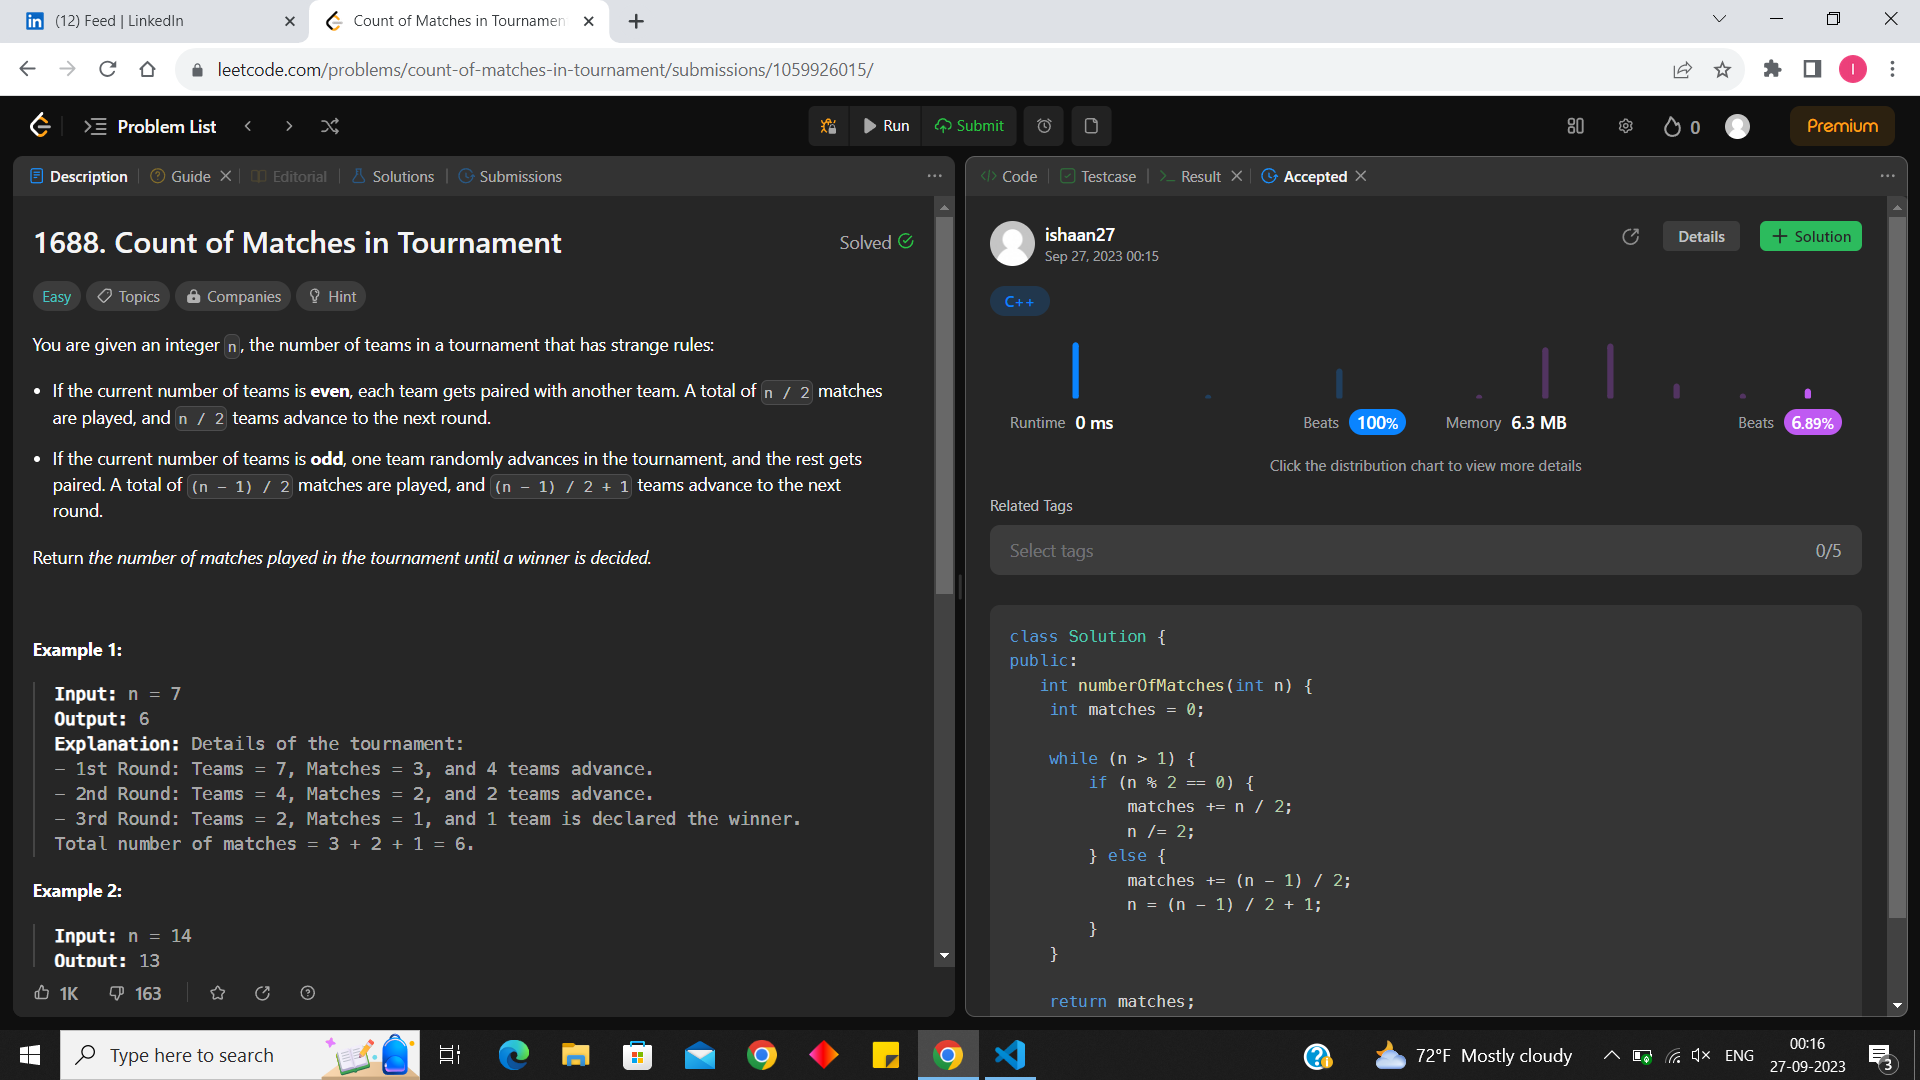 (12) Feed | LinkedIn
Count of Matches in Tournamen
leetcode.com/problems/count-of-matches-in-tournament/submissions/1059926015/
I
Problem List
Run
Submit
0
Premium
Description
Guide
Editorial
Solutions
Submissions
1688. Count of Matches in Tournament
Solved
Easy
Topics
Companies
Hint
You are given an integer n, the number of teams in a tournament that has strange rules:
• If the current number of teams is even, each team gets paired with another team. A total of n / 2 matches
are played, and n / 2 teams advance to the next round.
• If the current number of teams is odd, one team randomly advances in the tournament, and the rest gets
paired. A total of (n - 1) / 2 matches are played, and (n - 1) / 2 + 1 teams advance to the next
round.
Return the number of matches played in the tournament until a winner is decided.
Example 1:
Input: n = 7
Output: 6
Explanation: Details of the tournament:
- 1st Round: Teams = 7, Matches = 3, and 4 teams advance.
- 2nd Round: Teams = 4, Matches = 2, and 2 teams advance.
- 3rd Round: Teams = 2, Matches = 1, and 1 team is declared the winner.
Total number of matches = 3 + 2 + 1 = 6.
Example 2:
Input: n = 14
Output: 13
1K
163
Code
Testcase
Result
Accepted
ishaan27
Sep 27, 2023 00:15
Details
+ Solution
C++
Runtime 0 ms
Beats 100%
Memory 6.3 MB
Beats 6.89%
Click the distribution chart to view more details
Related Tags
Select tags
0/5
class Solution {
public:
int numberOfMatches(int n) {
int matches = 0;
while (n > 1) {
if (n % 2 == 0) {
matches += n / 2;
n /= 2;
} else {
matches += (n - 1) / 2;
n = (n - 1) / 2 + 1;
}
}
return matches;
Type here to search
72°F Mostly cloudy
ENG
00:16
27-09-2023
3